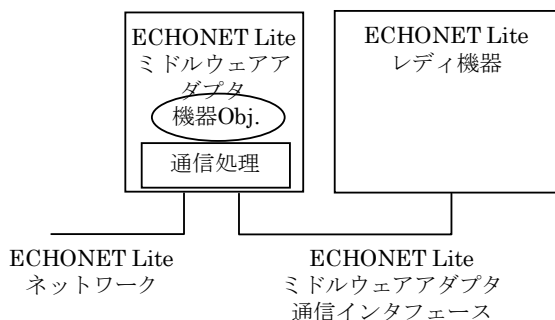 ECHONET Lite
ミドルウェアア
ダプタ
機器Obj.
通信処理
ECHONET Lite
レディ機器
ECHONET Lite
ネットワーク
ECHONET Lite
ミドルウェアアダプタ
通信インタフェース